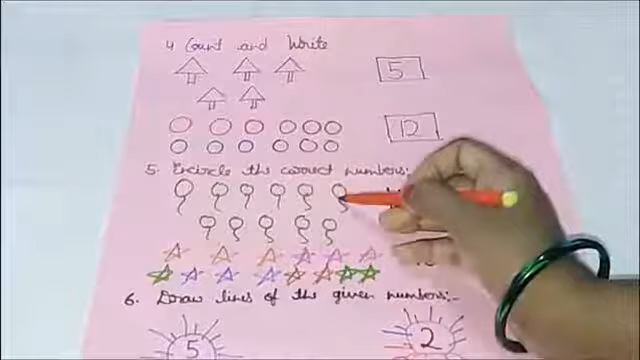 4 Count and Write
5
12
5. Encircle the correct numbers:
6. Draw lines of the given numbers:-
5
2